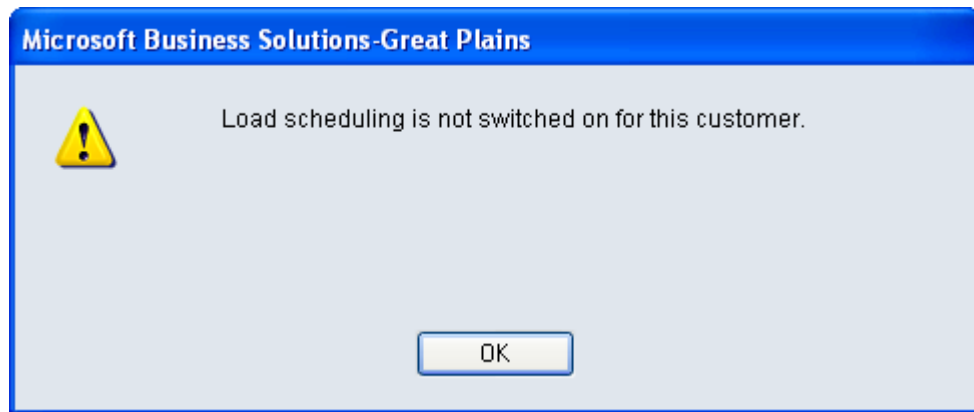 Microsoft Business Solutions-Great Plains
Load scheduling is not switched on for this customer.
OK